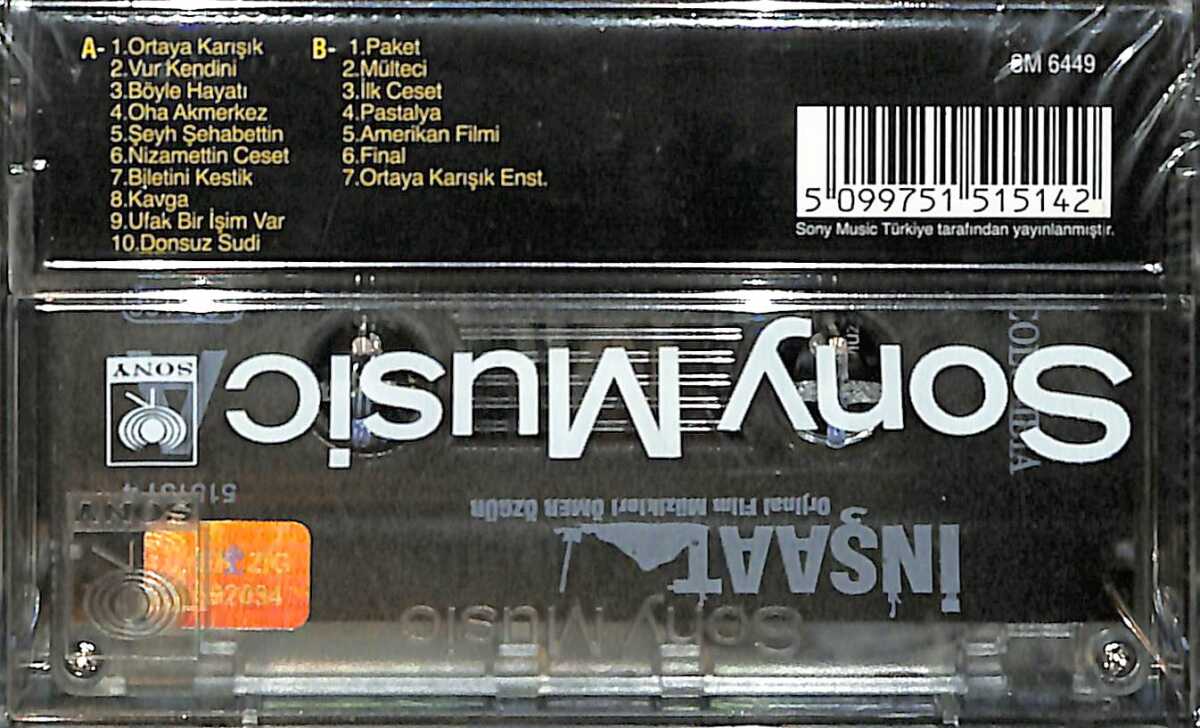 A- 1.Ortaya Karışık
2.Vur Kendini
3.Böyle Hayatı
4.Oha Akmerkez
5.Şeyh Şehabettin
6.Nizamettin Ceset
7.Biletini Kestik
8.Kavga
9.Ufak Bir İşim Var
10.Donsuz Sudi
B- 1.Paket
2.Mülteci
3.İlk Ceset
4.Pastalya
5.Amerikan Filmi
6.Final
7.Ortaya Karışık Enst.
SM 6449
5 099751 515142
Sony Music Türkiye tarafından yayınlanmıştır.
Sony Music
SONY
İNŞAAT
Orjinal Film Müzikleri ÖMER ÖZGÜR
SONY
Sony Music